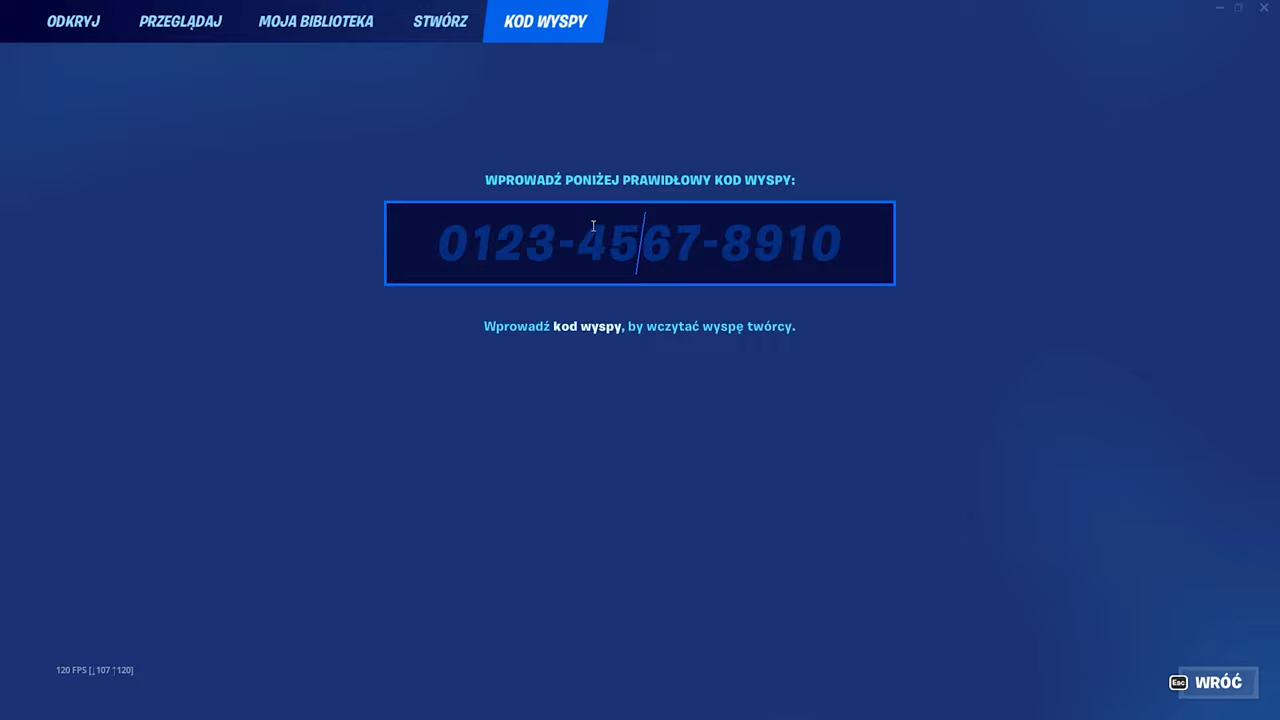 ODKRYJ PRZEGLĄDAJ MOJA BIBLIOTEKA STWÓRZ KOD WYSPY
WPROWADŹ PONIŻEJ PRAWIDŁOWY KOD WYSPY:
0123-4567-8910
Wprowadź kod wyspy, by wczytać wyspę twórcy.
120 FPS [↓107 ↑120]
Esc WRÓĆ